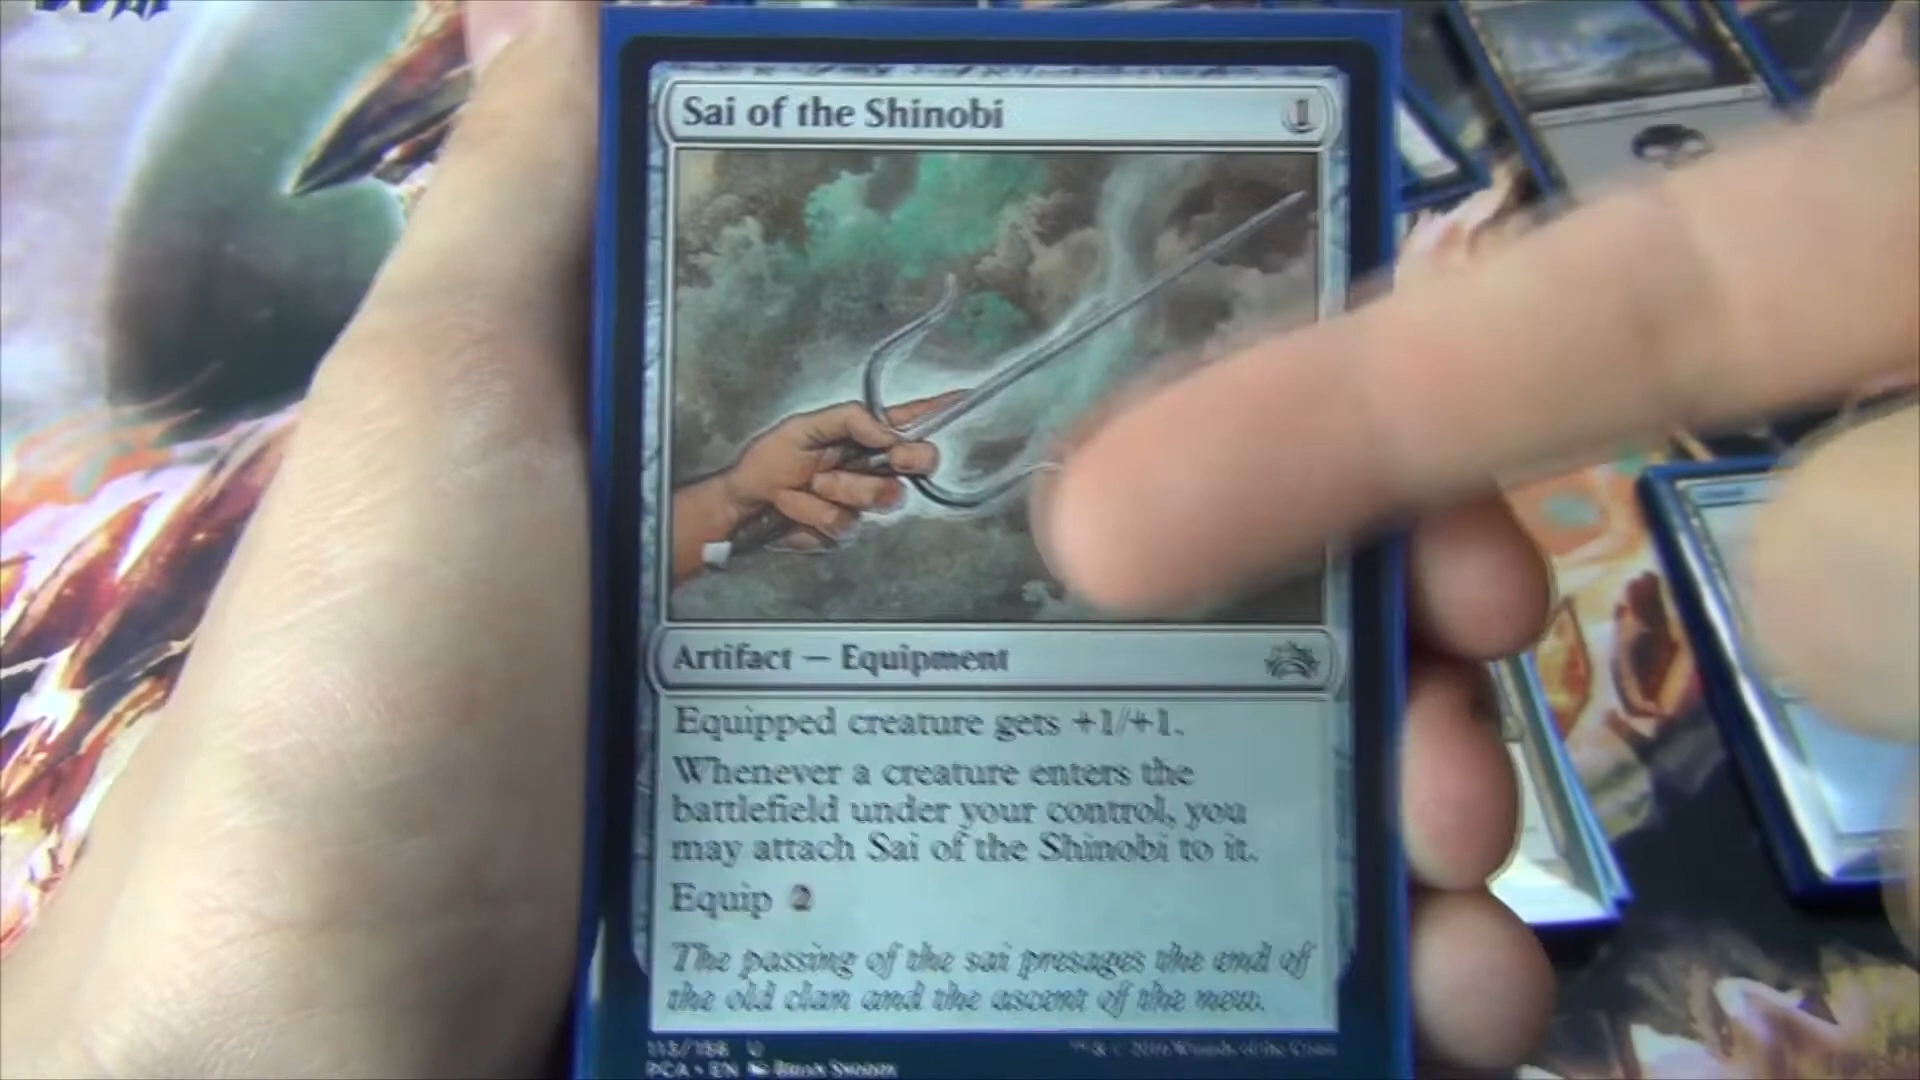 Sai of the Shinobi 1
Artifact — Equipment
Equipped creature gets +1/+1.
Whenever a creature enters the
battlefield under your control, you
may attach Sai of the Shinobi to it.
Equip 2
The passing of the sai presages the end of
the old clan and the ascent of the new.
PCA • EN